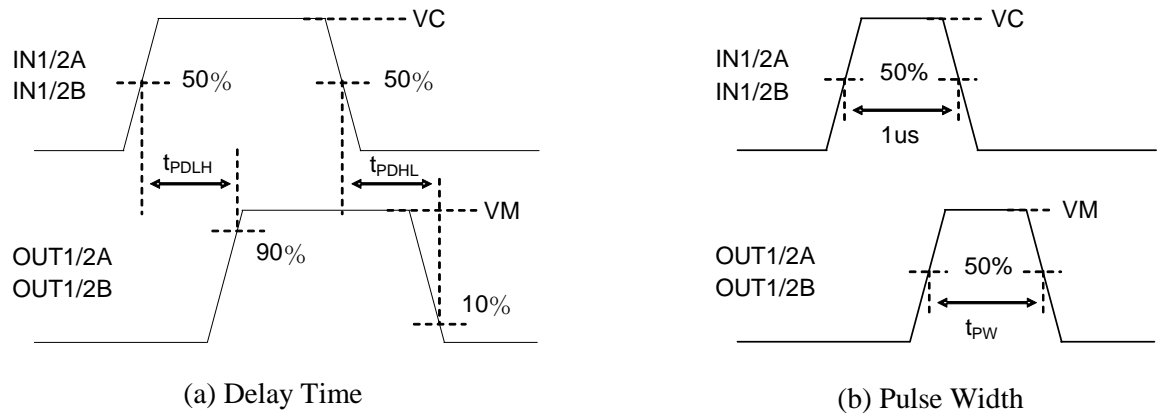 VC
IN1/2A
IN1/2B
50%
50%
tPDLH
tPDHL
VM
OUT1/2A
OUT1/2B
90%
10%
(a) Delay Time
VC
IN1/2A
IN1/2B
50%
1us
VM
OUT1/2A
OUT1/2B
50%
tPW
(b) Pulse Width